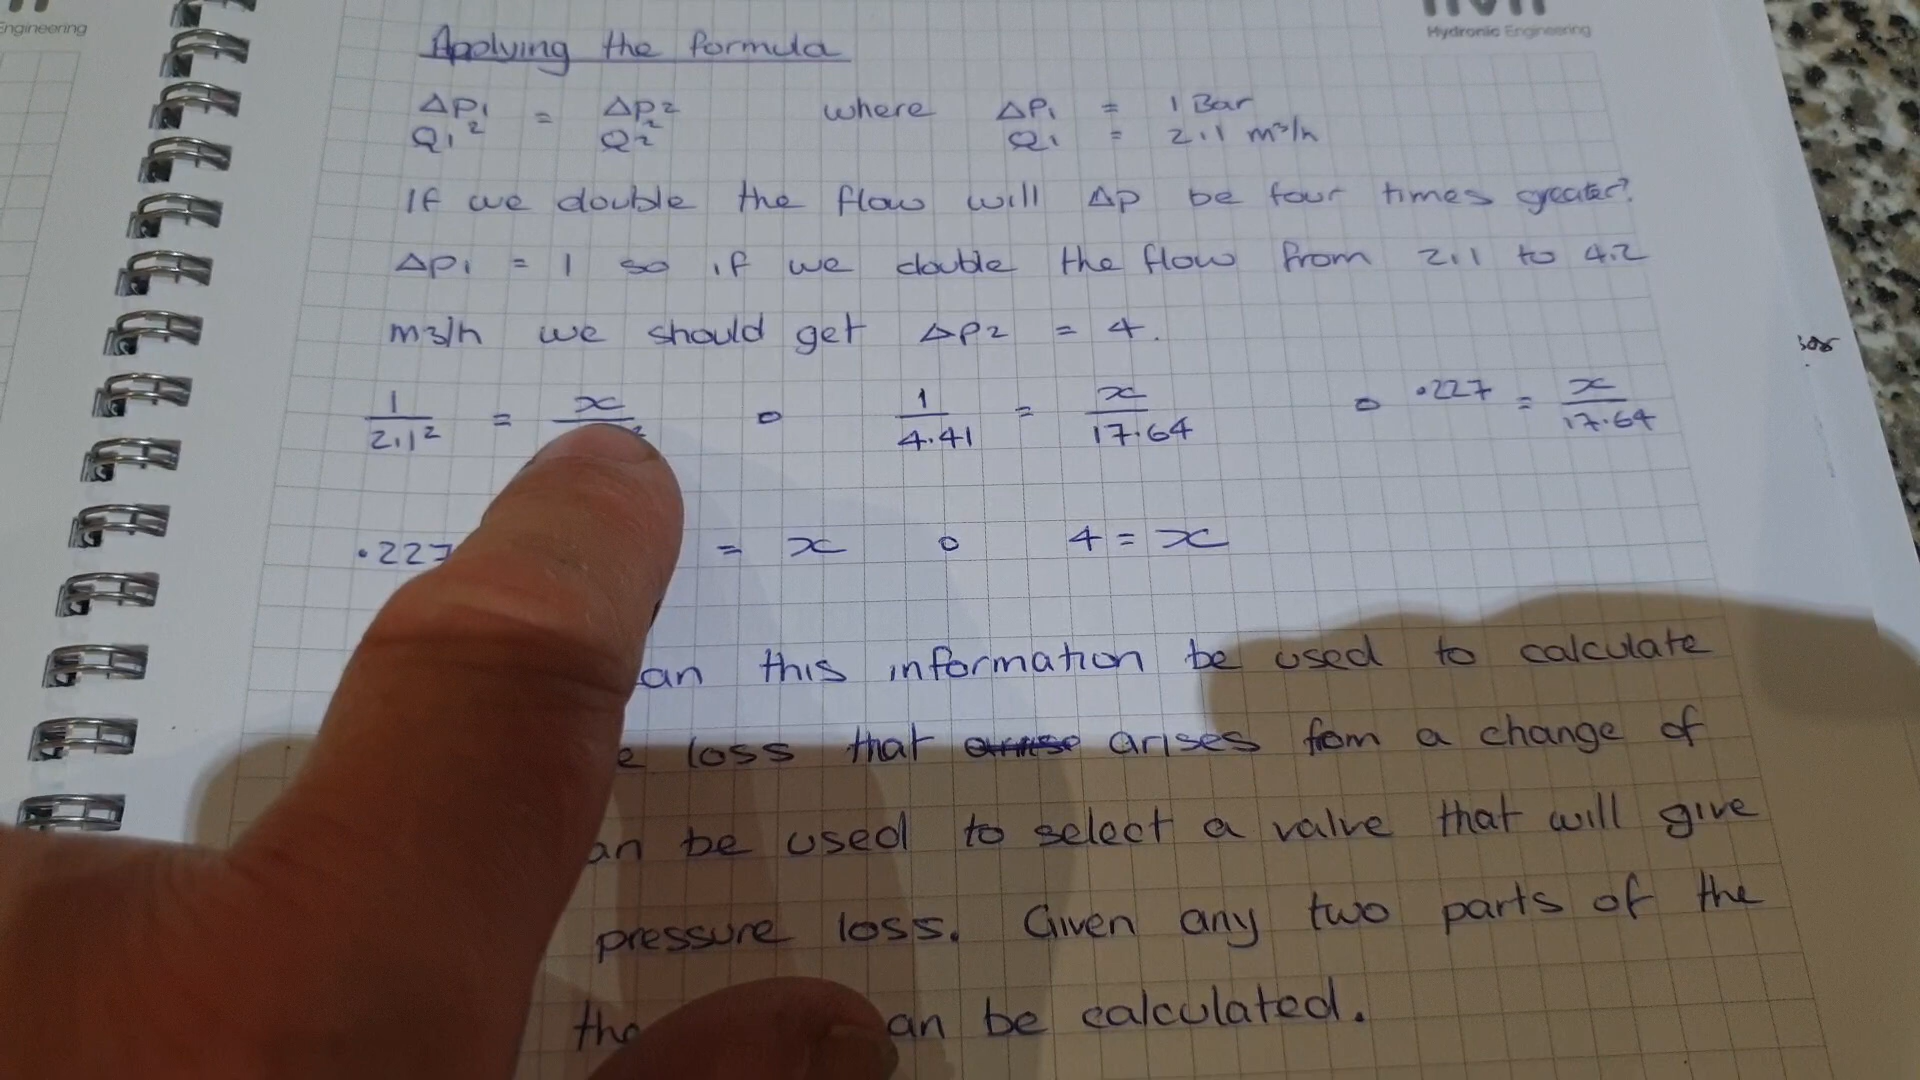 Engineering
Hydronic Engineering
Applying the formula
ΔP1 = ΔP2 where ΔP1 = 1 Bar
Q1² Q2² Q1 = 2.1 m³/h
If we double the flow will Δp be four times greater?
ΔP1 = 1 so if we double the flow from 2.1 to 4.2
m3/h we should get ΔP2 = 4.
1/2.1² = x/ ² o 1/4.41 = x/17.64 o .227 = x/17.64
.227 = x o 4 = x
an this information be used to calculate
e loss that arises from a change of
an be used to select a valve that will give
pressure loss. Given any two parts of the
the an be calculated.